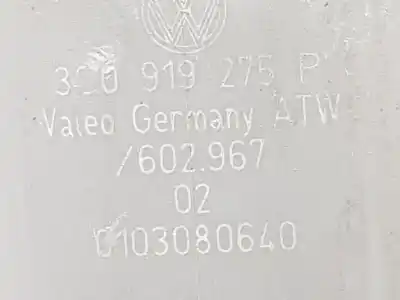 3C0 919 275 P
Valeo Germany ATW
/602.967
02
0103080640